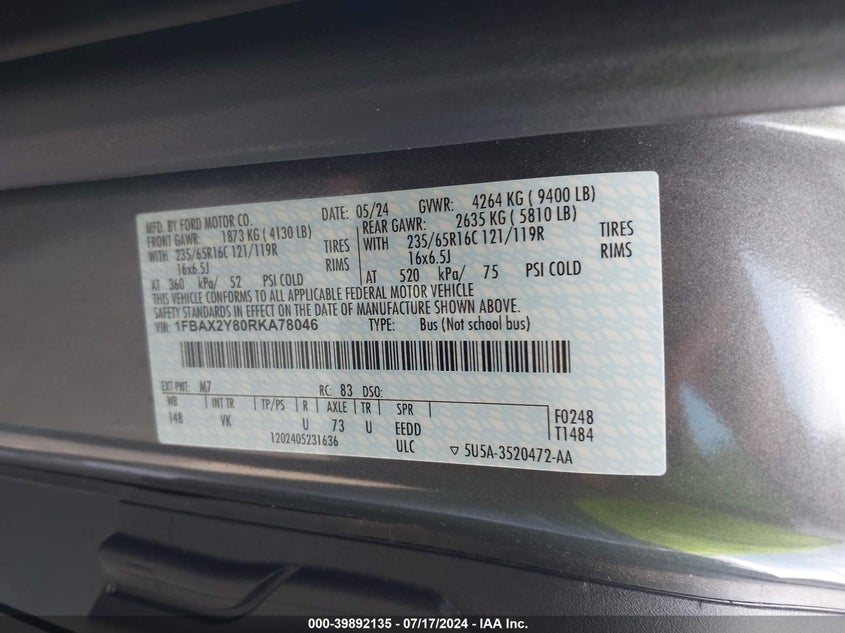 MFD. BY FORD MOTOR CO.
DATE: 05/24 GVWR: 4264 KG ( 9400 LB)
FRONT GAWR: 1873 KG ( 4130 LB)
REAR GAWR: 2635 KG ( 5810 LB)
WITH 235/65R16C 121/119R TIRES
WITH 235/65R16C 121/119R TIRES
16x6.5J RIMS
16x6.5J RIMS
AT 360 kPa/ 52 PSI COLD
AT 520 kPa/ 75 PSI COLD
THIS VEHICLE CONFORMS TO ALL APPLICABLE FEDERAL MOTOR VEHICLE
SAFETY STANDARDS IN EFFECT ON THE DATE OF MANUFACTURE SHOWN ABOVE.
VIN: 1FBAX2Y80RKA78046 TYPE: Bus (Not school bus)
EXT PNT: M7 RC: 83 DSO:
WB INT TR TP/PS R AXLE TR SPR
148 VK U 73 U EEDD
F0248
T1484
1202405231636 ULC
▽ 5U5A-3520472-AA
000-39892135 - 07/17/2024 - IAA Inc.